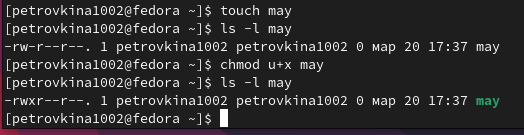 [petrovkina1002@fedora ~]$ touch may
[petrovkina1002@fedora ~]$ ls -l may
-rw-r--r--. 1 petrovkina1002 petrovkina1002 0 мар 20 17:37 may
[petrovkina1002@fedora ~]$ chmod u+x may
[petrovkina1002@fedora ~]$ ls -l may
-rwxr--r--. 1 petrovkina1002 petrovkina1002 0 мар 20 17:37 may
[petrovkina1002@fedora ~]$